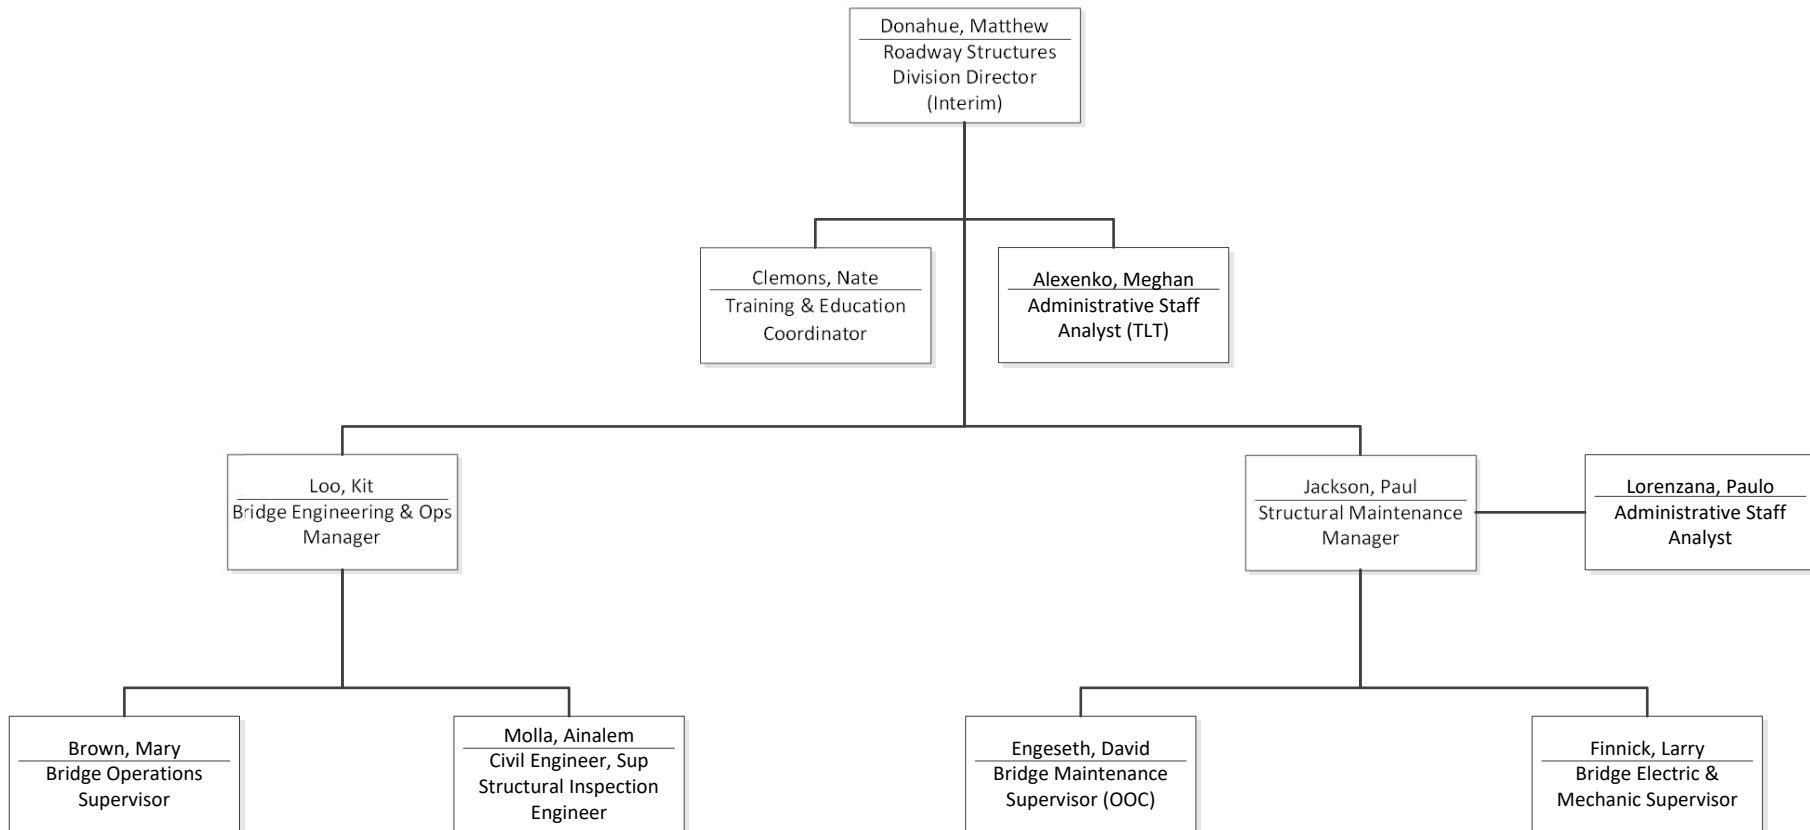 Donahue, Matthew
Roadway Structures
Division Director
(Interim)
Clemons, Nate
Training & Education
Coordinator
Alexenko, Meghan
Administrative Staff
Analyst (TLT)
Loo, Kit
Bridge Engineering & Ops
Manager
Jackson, Paul
Structural Maintenance
Manager
Lorenzana, Paulo
Administrative Staff
Analyst
Brown, Mary
Bridge Operations
Supervisor
Molla, Ainalem
Civil Engineer, Sup
Structural Inspection
Engineer
Engeseth, David
Bridge Maintenance
Supervisor (OOC)
Finnick, Larry
Bridge Electric &
Mechanic Supervisor